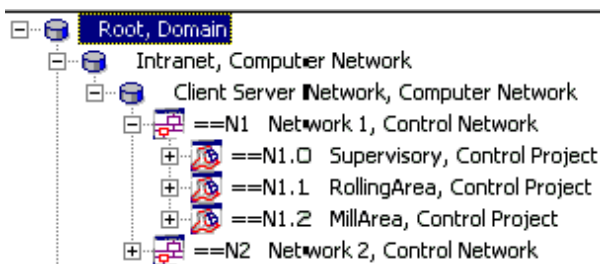 Root, Domain
Intranet, Computer Network
Client Server Network, Computer Network
==N1 Network 1, Control Network
==N1.0 Supervisory, Control Project
==N1.1 RollingArea, Control Project
==N1.2 MillArea, Control Project
==N2 Network 2, Control Network